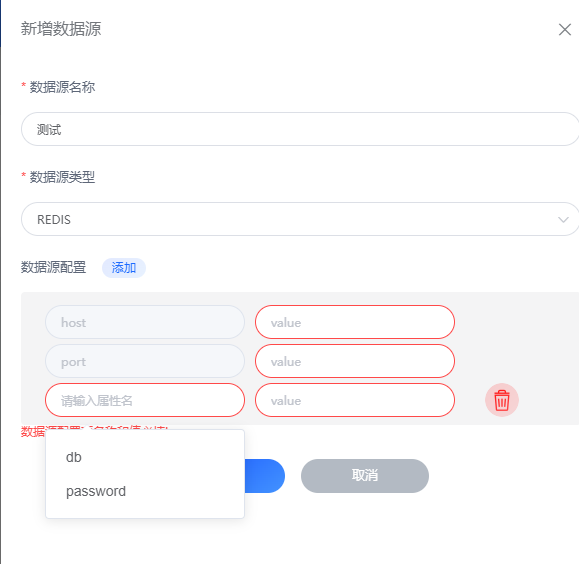 新增数据源
* 数据源名称
测试
* 数据源类型
REDIS
数据源配置 添加
host value
port value
请输入属性名 value
数据源配置
db
password
取消